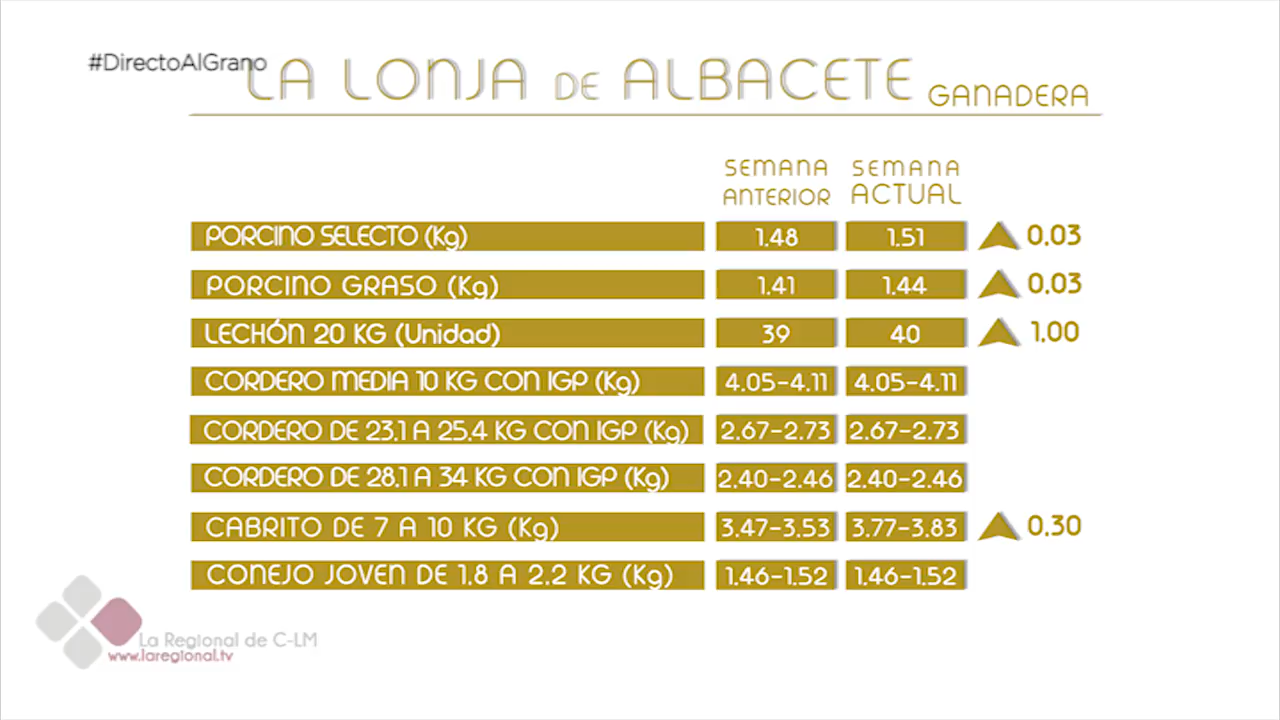 #DirectoAlGrano
LA LONJA DE ALBACETE GANADERA
SEMANA ANTERIOR SEMANA ACTUAL
PORCINO SELECTO (Kg) 1.48 1.51 0.03
PORCINO GRASO (Kg) 1.41 1.44 0.03
LECHÓN 20 KG (Unidad) 39 40 1.00
CORDERO MEDIA 10 KG CON IGP (Kg) 4.05-4.11 4.05-4.11
CORDERO DE 23.1 A 25.4 KG CON IGP (Kg) 2.67-2.73 2.67-2.73
CORDERO DE 28.1 A 34 KG CON IGP (Kg) 2.40-2.46 2.40-2.46
CABRITO DE 7 A 10 KG (Kg) 3.47-3.53 3.77-3.83 0.30
CONEJO JOVEN DE 1.8 A 2.2 KG (Kg) 1.46-1.52 1.46-1.52
La Regional de C-LM
www.laregional.tv